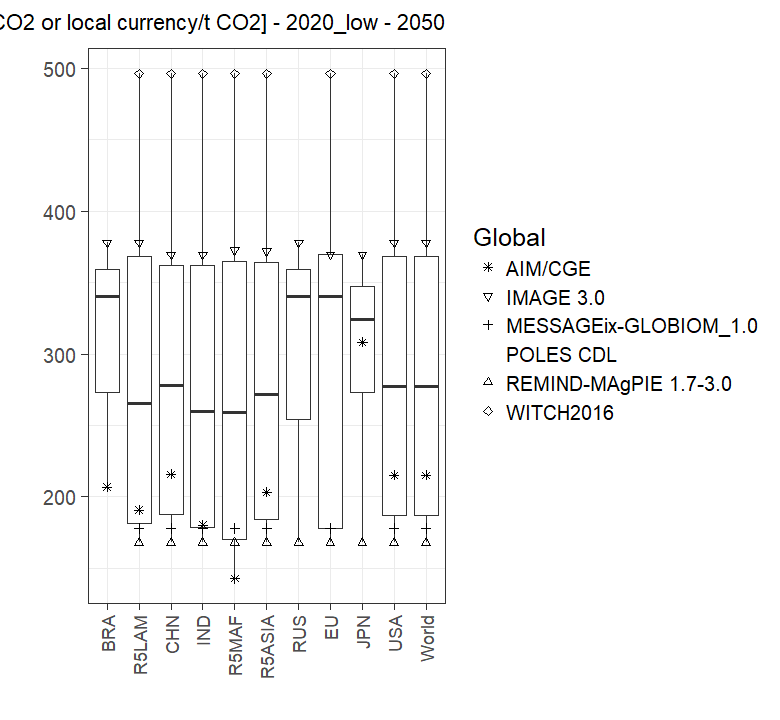 CO2 or local currency/t CO2] - 2020_low - 2050
500
400
300
200
BRA
R5LAM
CHN
IND
R5MAF
R5ASIA
RUS
EU
JPN
USA
World
Global
AIM/CGE
IMAGE 3.0
MESSAGEix-GLOBIOM_1.0
POLES CDL
REMIND-MAgPIE 1.7-3.0
WITCH2016